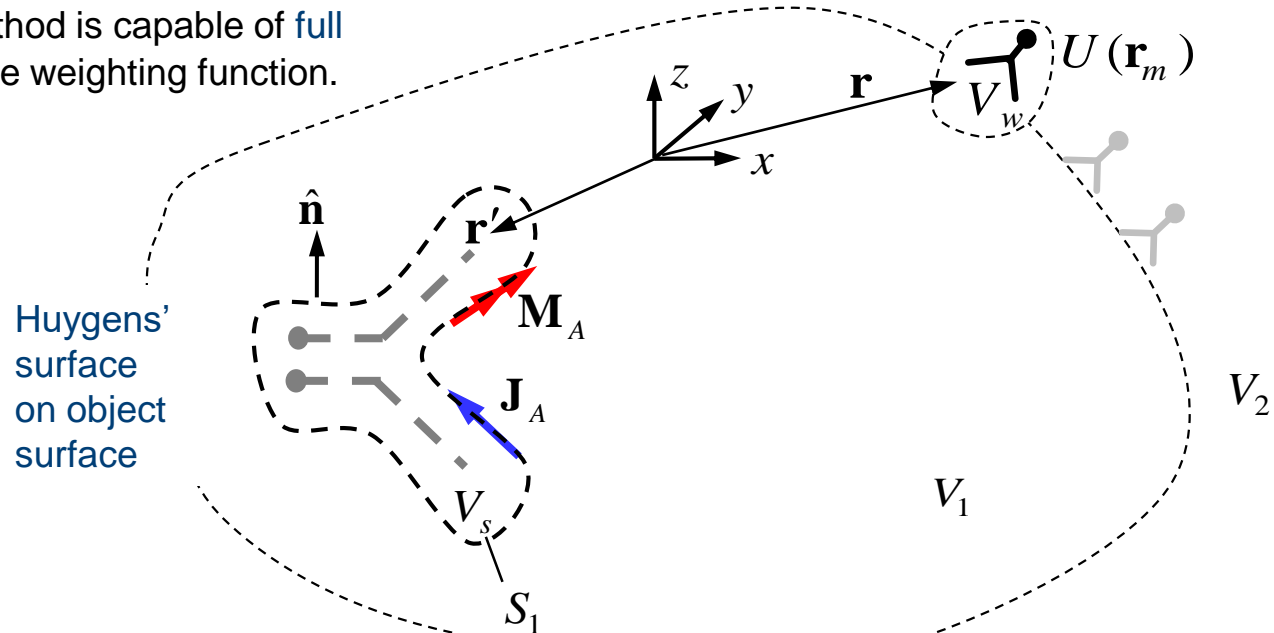 thod is capable of full
e weighting function.
z
y
x
r
U (r_m)
V_w
n̂
r′
Huygens’
surface
on object
surface
M_A
J_A
V_s
S_1
V_1
V_2